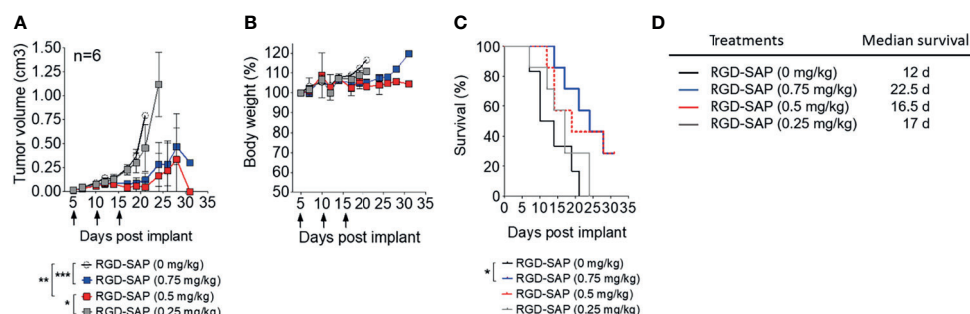 A
Tumor volume (cm3)
1.50
1.25
1.00
0.75
0.50
0.25
0.00
n=6
5 10 15 20 25 30 35
Days post implant
RGD-SAP (0 mg/kg)
RGD-SAP (0.75 mg/kg)
RGD-SAP (0.5 mg/kg)
RGD-SAP (0.25 mg/kg)
** *** *
B
Body weight (%)
120
110
100
90
80
70
60
50
5 10 15 20 25 30 35
Days post implant
C
Survival (%)
100
80
60
40
20
0
0 5 10 15 20 25 30
Days post implant
*
RGD-SAP (0 mg/kg)
RGD-SAP (0.75 mg/kg)
RGD-SAP (0.5 mg/kg)
RGD-SAP (0.25 mg/kg)
D
Treatments Median survival
RGD-SAP (0 mg/kg) 12 d
RGD-SAP (0.75 mg/kg) 22.5 d
RGD-SAP (0.5 mg/kg) 16.5 d
RGD-SAP (0.25 mg/kg) 17 d